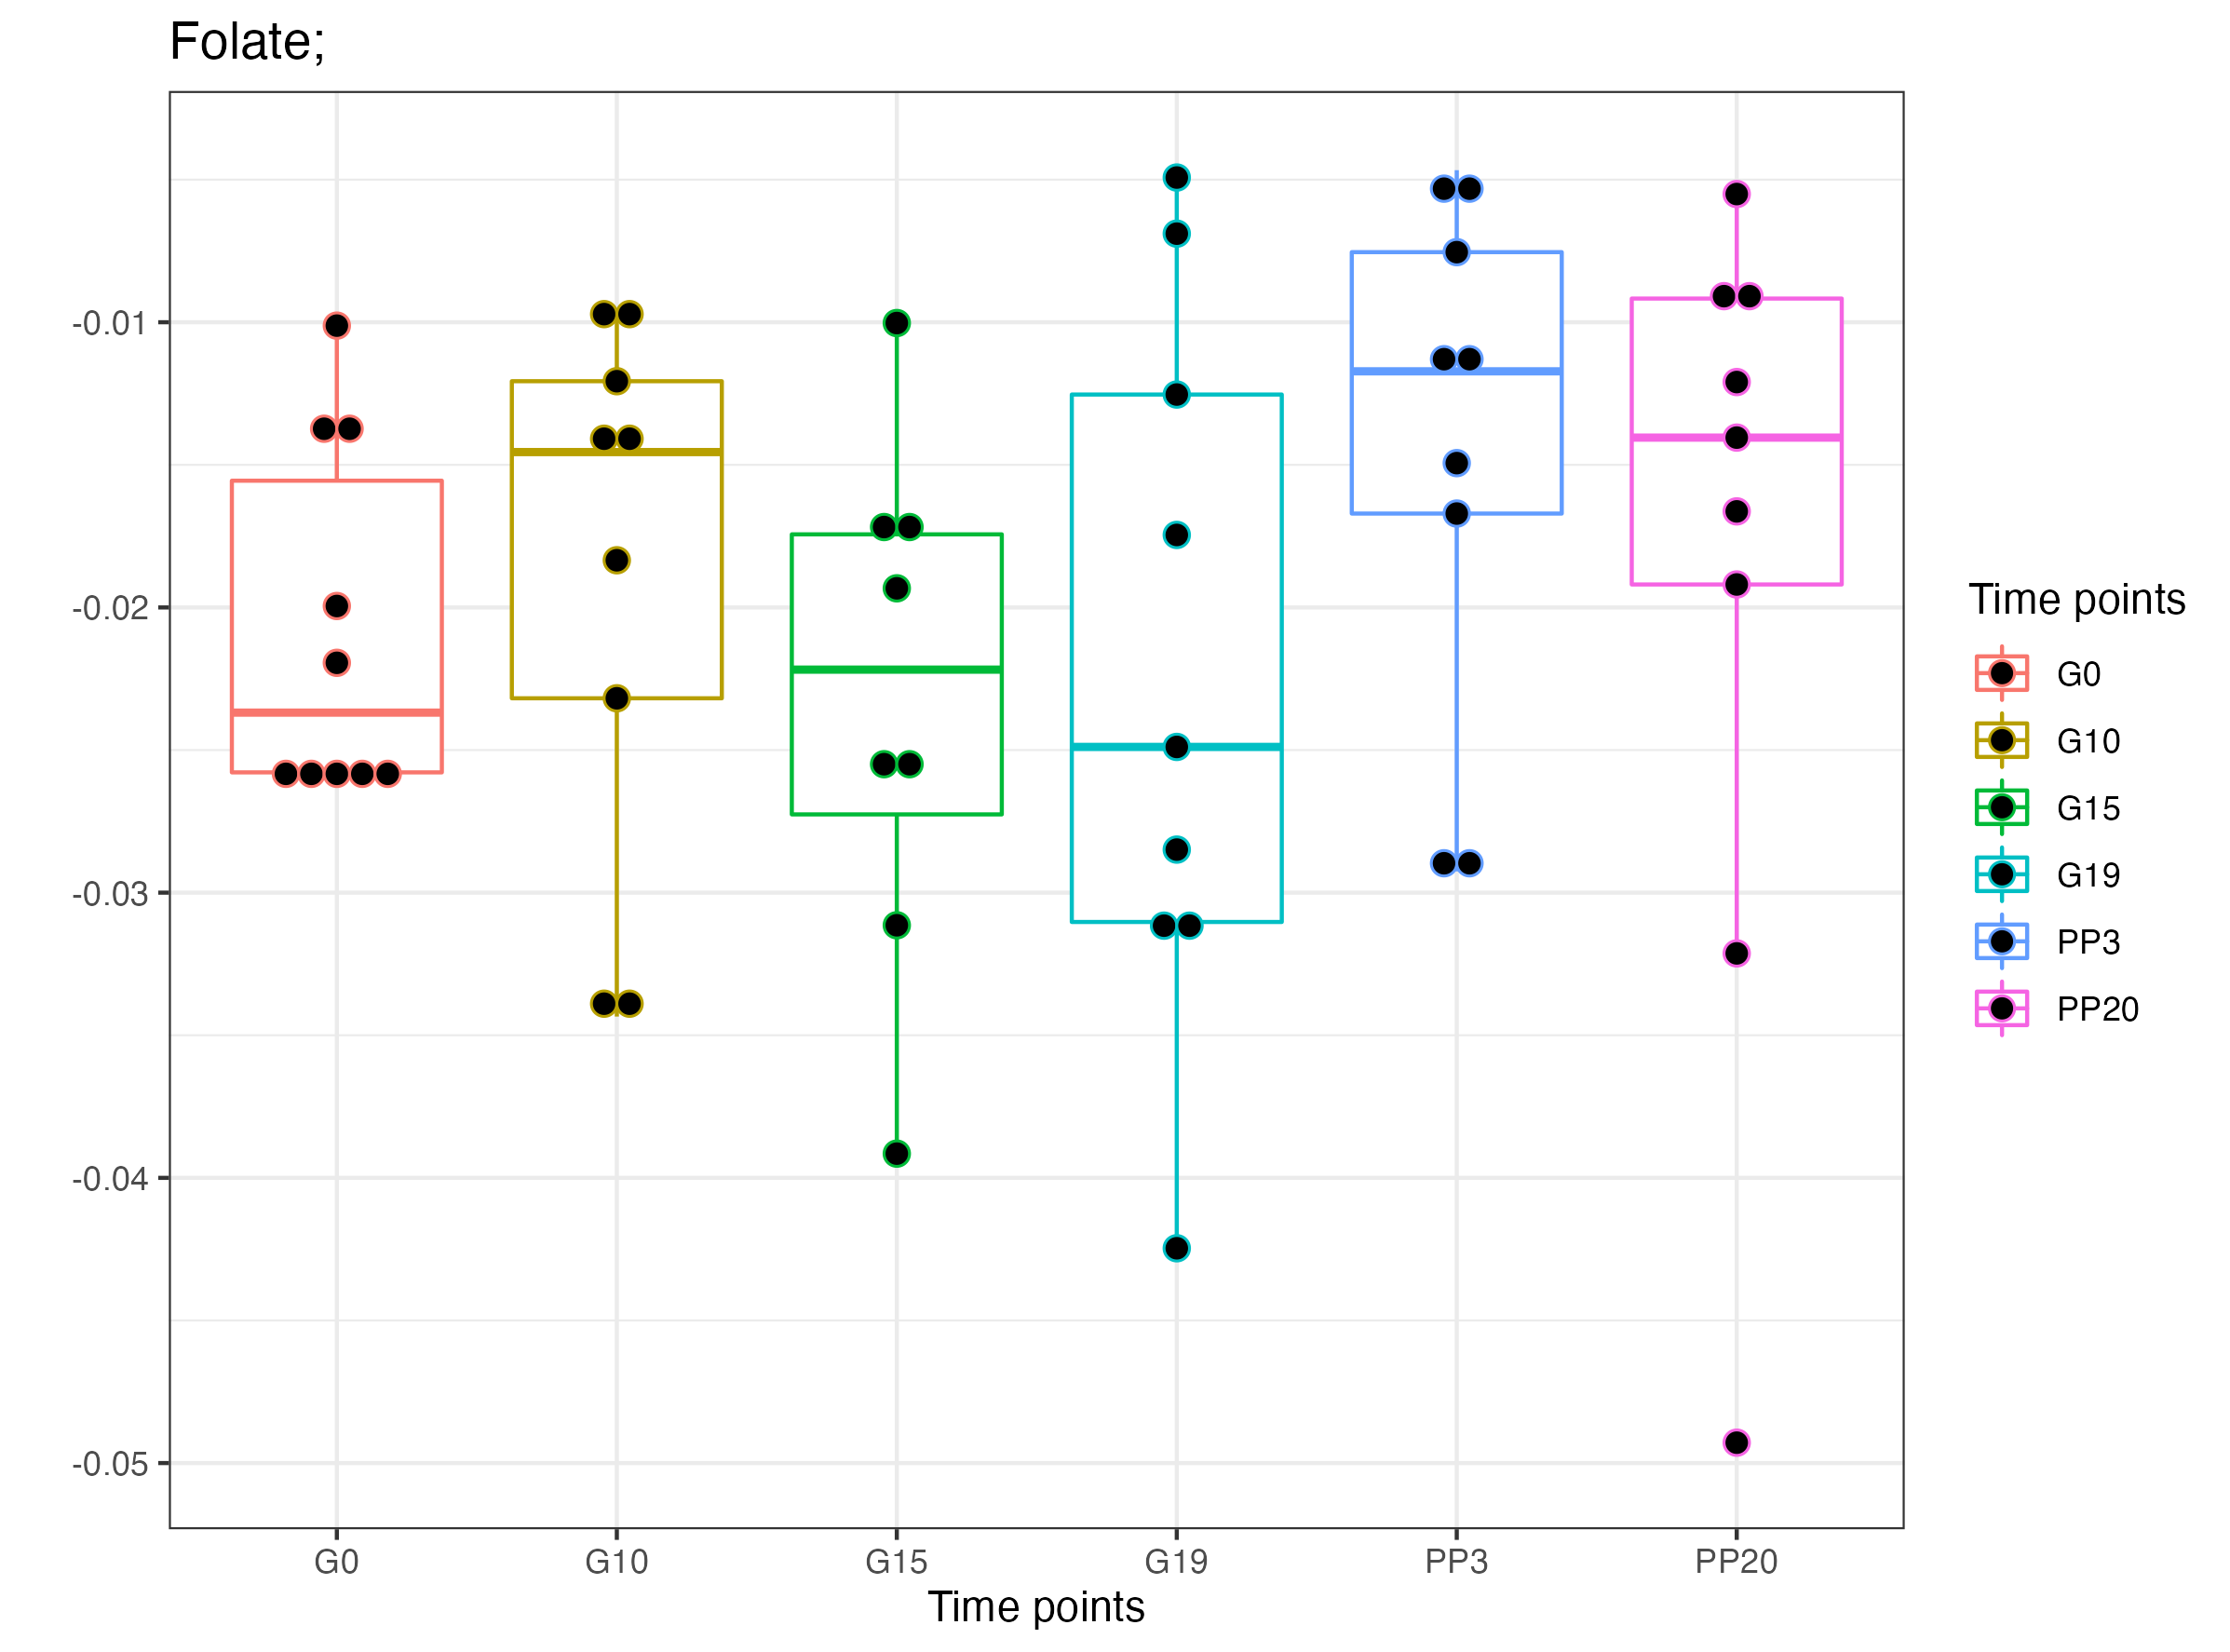 Folate;
-0.01
-0.02
-0.03
-0.04
-0.05
G0 G10 G15 G19 PP3 PP20
Time points
Time points
G0
G10
G15
G19
PP3
PP20